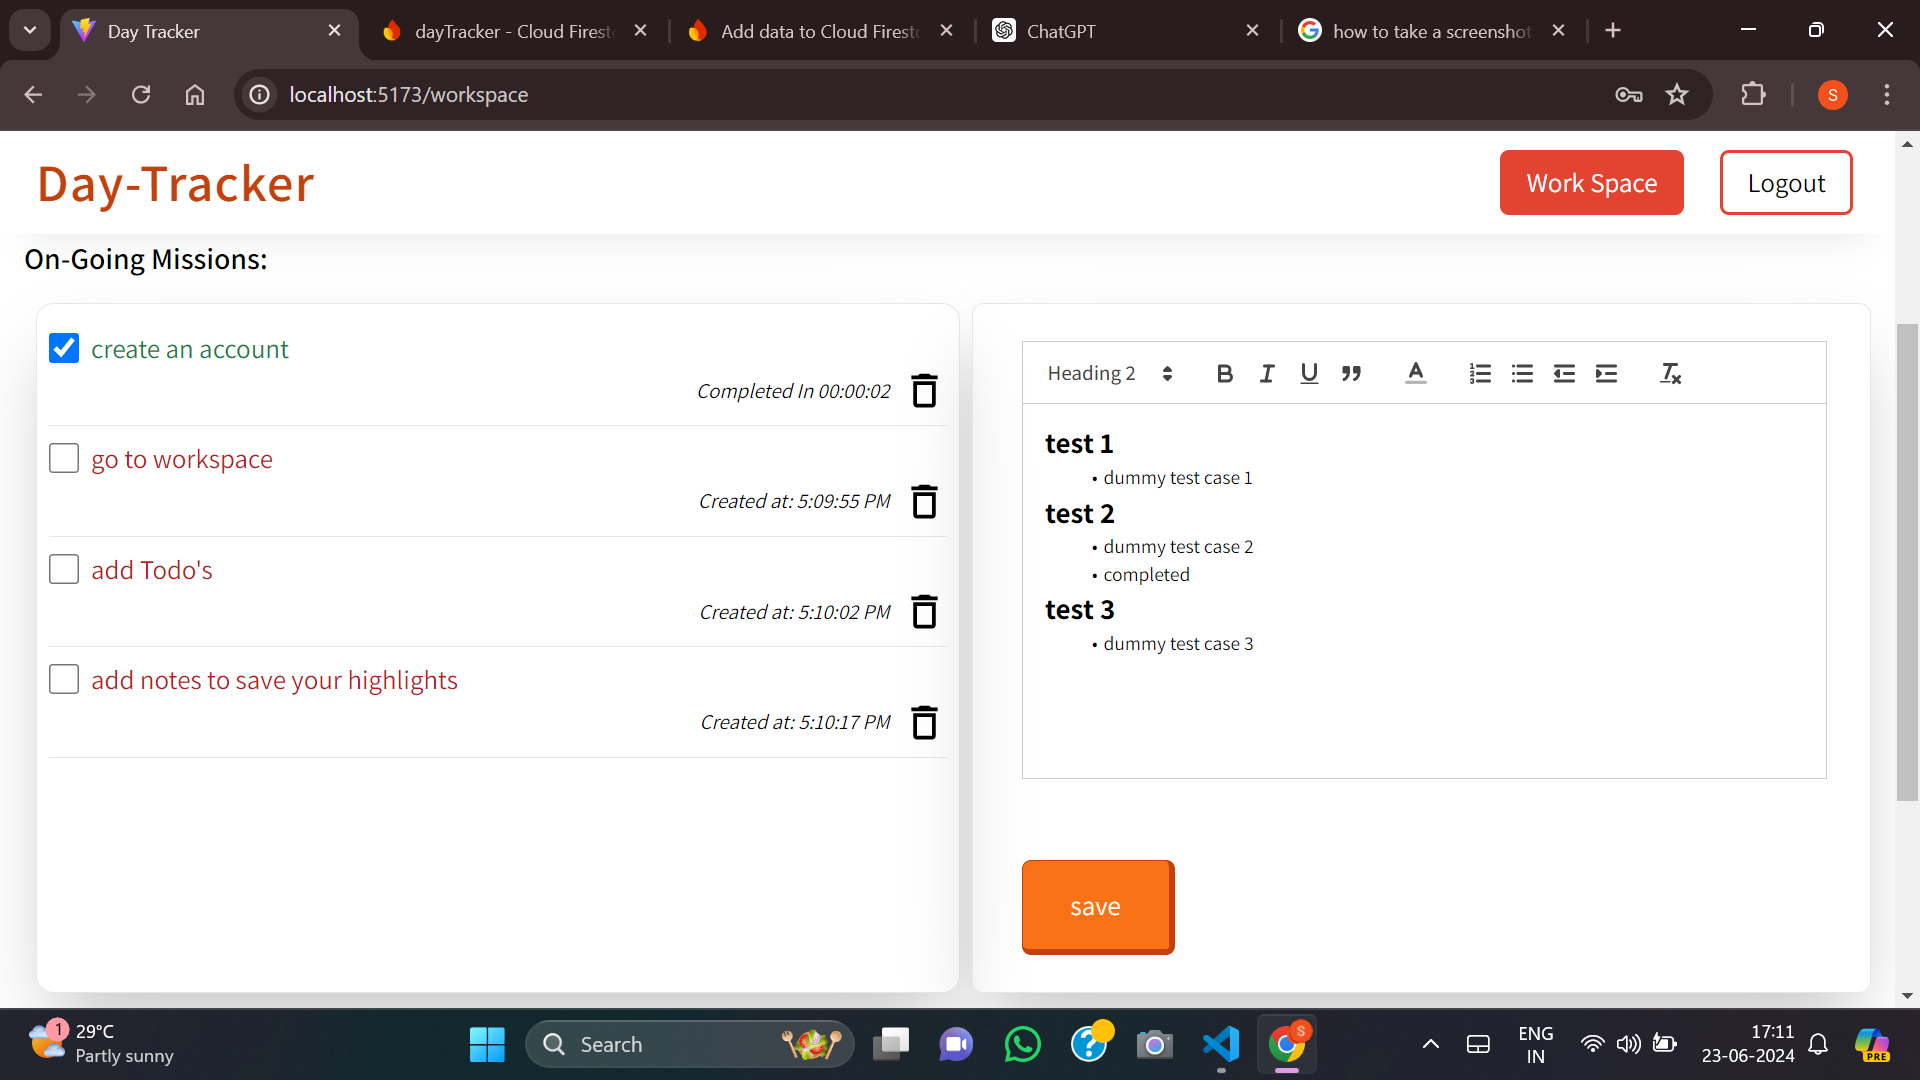 Day Tracker
dayTracker - Cloud Firest
Add data to Cloud Firest
ChatGPT
how to take a screenshot
localhost:5173/workspace
S
Day-Tracker
Work Space
Logout
On-Going Missions:
create an account
Completed In 00:00:02
go to workspace
Created at: 5:09:55 PM
add Todo's
Created at: 5:10:02 PM
add notes to save your highlights
Created at: 5:10:17 PM
Heading 2
test 1
• dummy test case 1
test 2
• dummy test case 2
• completed
test 3
• dummy test case 3
save
1
29°C
Partly sunny
Search
S
ENG
IN
17:11
23-06-2024
PRE